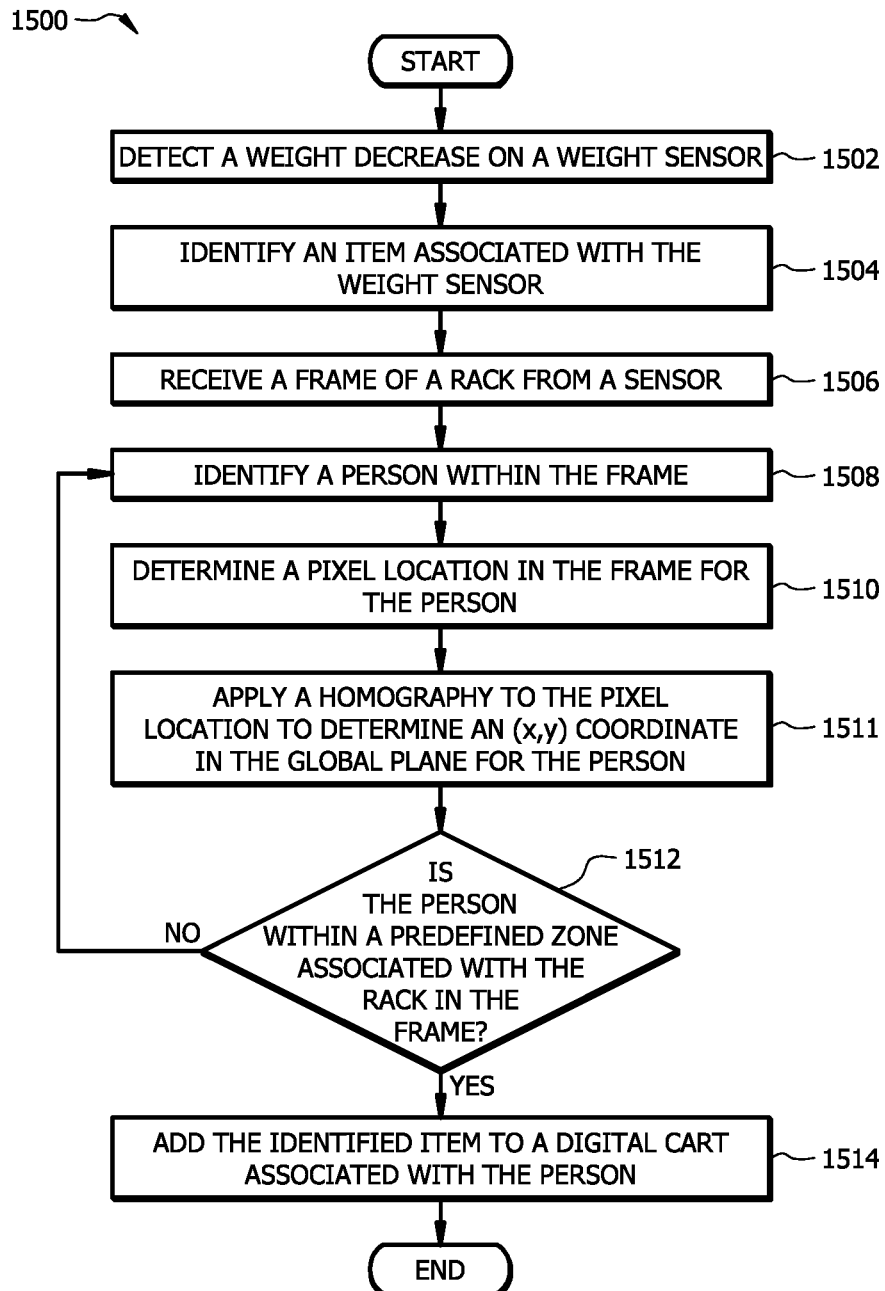 1500
START
DETECT A WEIGHT DECREASE ON A WEIGHT SENSOR
1502
IDENTIFY AN ITEM ASSOCIATED WITH THE
WEIGHT SENSOR
1504
RECEIVE A FRAME OF A RACK FROM A SENSOR
1506
IDENTIFY A PERSON WITHIN THE FRAME
1508
DETERMINE A PIXEL LOCATION IN THE FRAME FOR
THE PERSON
1510
APPLY A HOMOGRAPHY TO THE PIXEL
LOCATION TO DETERMINE AN (x,y) COORDINATE
IN THE GLOBAL PLANE FOR THE PERSON
1511
IS
THE PERSON
WITHIN A PREDEFINED ZONE
ASSOCIATED WITH THE
RACK IN THE
FRAME?
1512
NO
YES
ADD THE IDENTIFIED ITEM TO A DIGITAL CART
ASSOCIATED WITH THE PERSON
1514
END